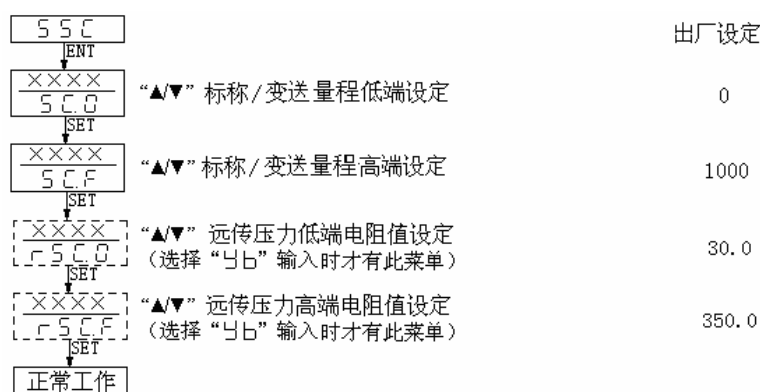 SSC
出厂设定
ENT
XXXX
SC.0
“▲/▼” 标称/变送量程低端设定
0
SET
XXXX
SC.F
“▲/▼” 标称/变送量程高端设定
1000
SET
XXXX
rSC.0
“▲/▼” 远传压力低端电阻值设定
（选择“Yb”输入时才有此菜单）
30.0
SET
XXXX
rSC.F
“▲/▼” 远传压力高端电阻值设定
（选择“Yb”输入时才有此菜单）
350.0
SET
正常工作